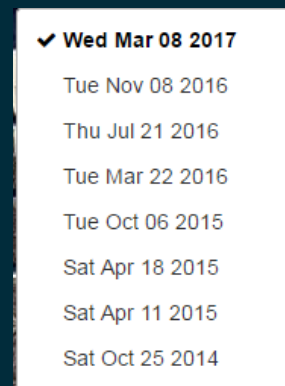 Wed Mar 08 2017
Tue Nov 08 2016
Thu Jul 21 2016
Tue Mar 22 2016
Tue Oct 06 2015
Sat Apr 18 2015
Sat Apr 11 2015
Sat Oct 25 2014